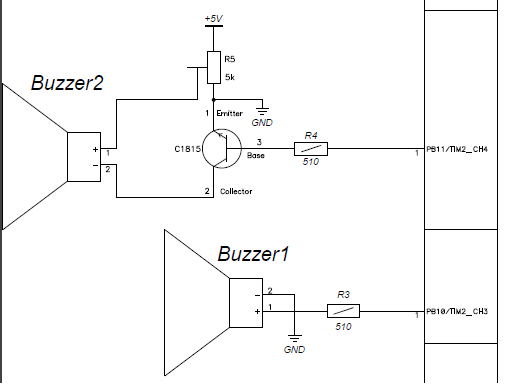 +5V
R5
5k
Buzzer2
1 Emitter
GND
+ 1
- 2
C1815
3
Base
R4
510
1 PB11/TIM2_CH4
2 Collector
Buzzer1
- 2
+ 1
R3
510
1 PB10/TIM2_CH3
GND